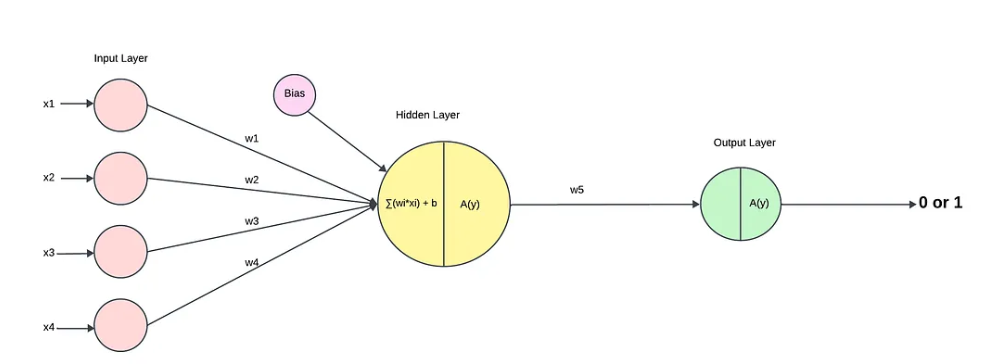 Input Layer
x1
Bias
Hidden Layer
w1
Output Layer
x2
w2
w5
∑(wi*xi) + b
A(y)
A(y)
0 or 1
w3
x3
w4
x4